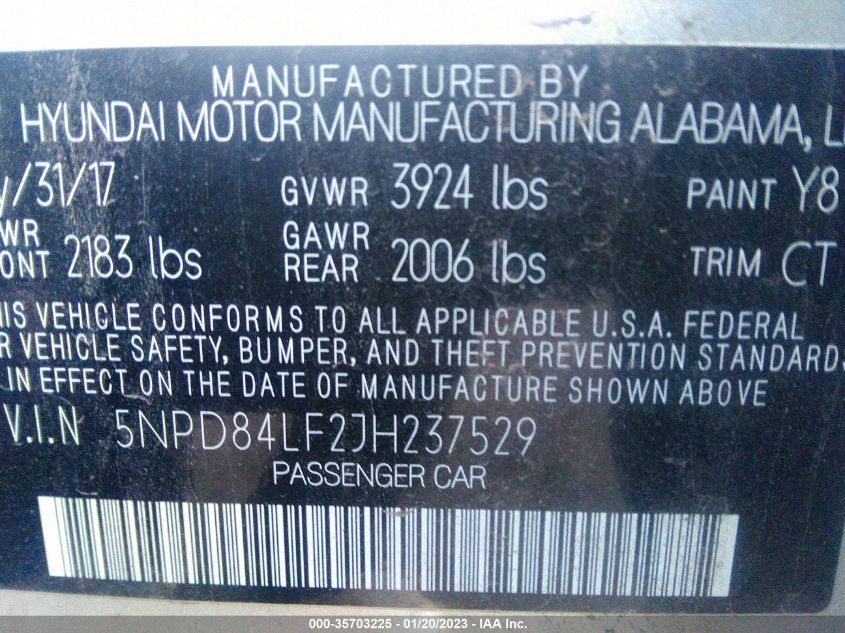 MANUFACTURED BY
HYUNDAI MOTOR MANUFACTURING ALABAMA, L
/31/17 GVWR 3924 lbs PAINT Y8
WR GAWR
ONT 2183 lbs REAR 2006 lbs TRIM CT
IS VEHICLE CONFORMS TO ALL APPLICABLE U.S.A. FEDERAL
R VEHICLE SAFETY, BUMPER, AND THEFT PREVENTION STANDARDS
IN EFFECT ON THE DATE OF MANUFACTURE SHOWN ABOVE
V.I.N 5NPD84LF2JH237529
PASSENGER CAR
000-35703225 - 01/20/2023 - IAA Inc.